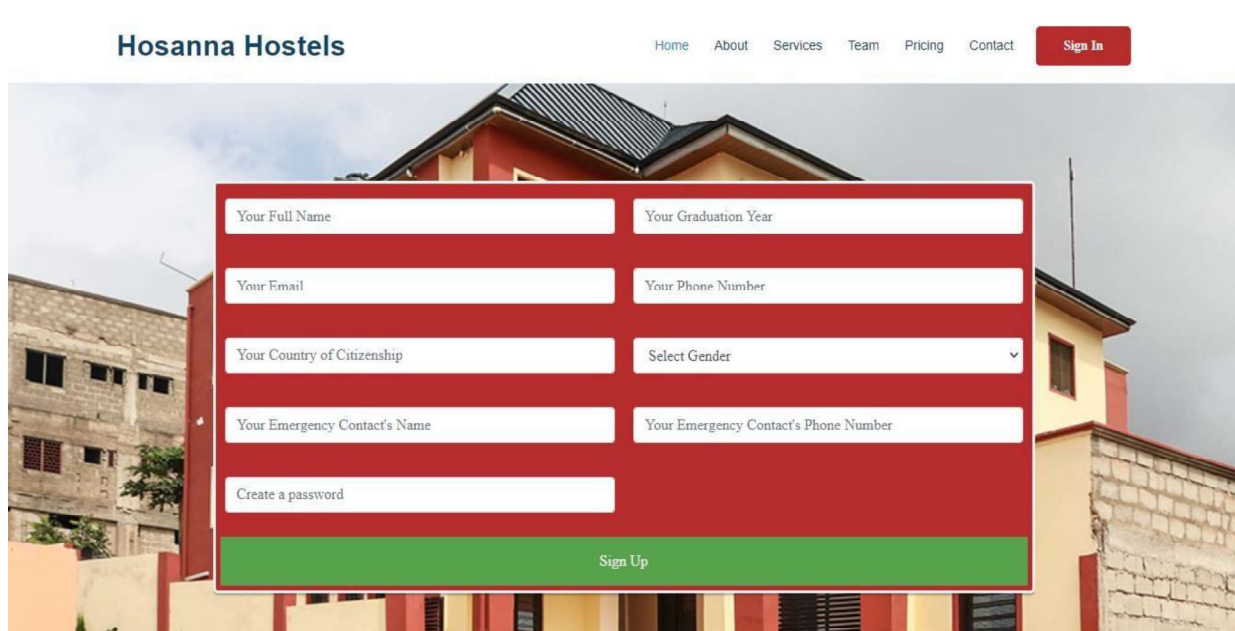 Hosanna Hostels
Home About Services Team Pricing Contact Sign In
Your Full Name
Your Graduation Year
Your Email
Your Phone Number
Your Country of Citizenship
Select Gender
Your Emergency Contact's Name
Your Emergency Contact's Phone Number
Create a password
Sign Up